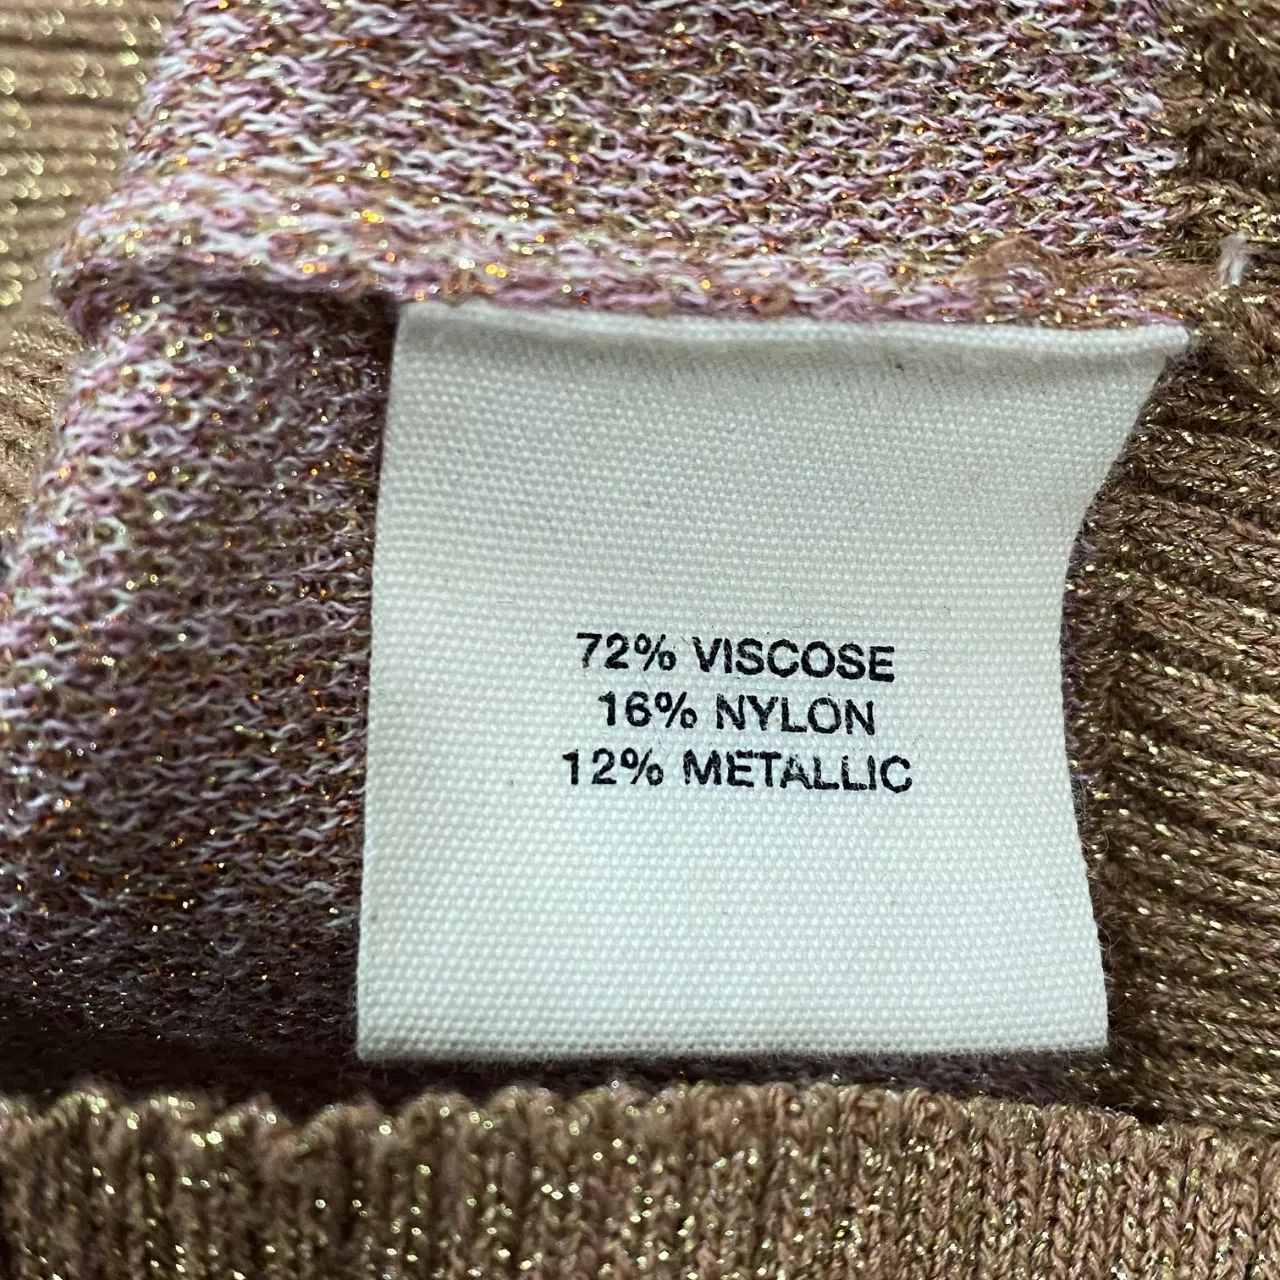 72% VISCOSE
16% NYLON
12% METALLIC